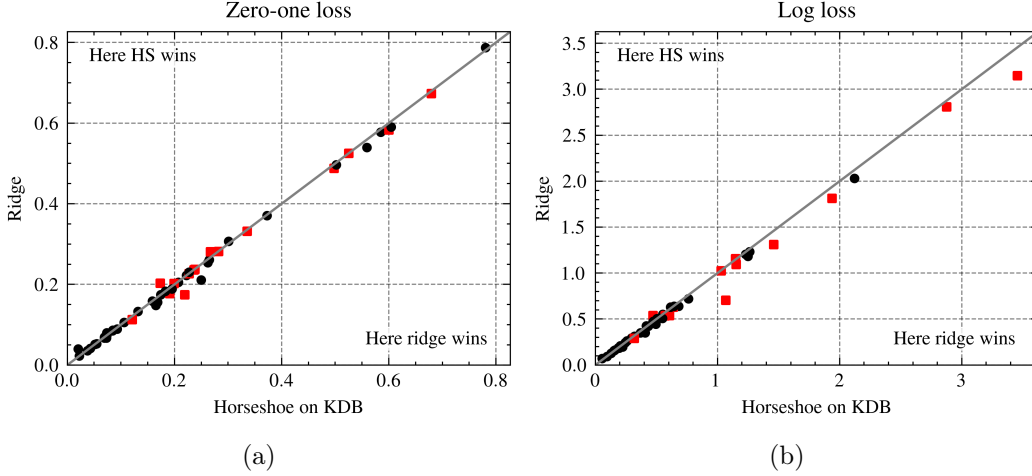 Zero-one loss
0.8
0.6
0.4
0.2
0.0
Ridge
Here HS wins
Here ridge wins
0.0 0.2 0.4 0.6 0.8
Horseshoe on KDB
(a)
Log loss
3.5
3.0
2.5
2.0
1.5
1.0
0.5
0.0
Ridge
Here HS wins
Here ridge wins
0 1 2 3
Horseshoe on KDB
(b)